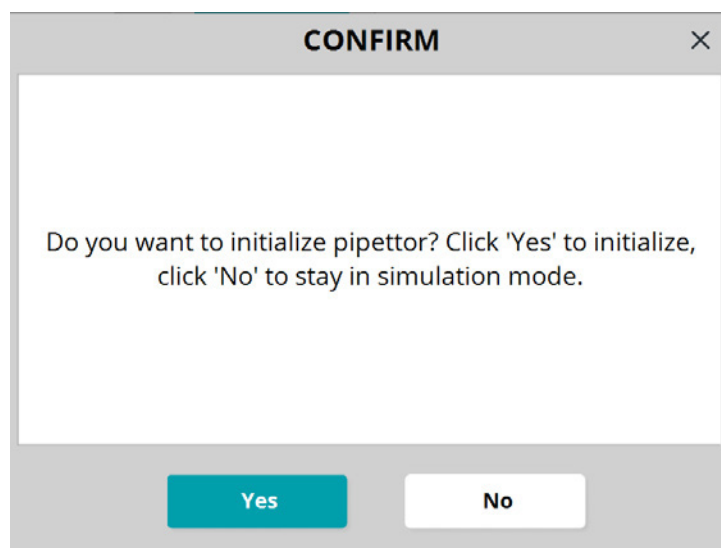 CONFIRM
Do you want to initialize pipettor? Click 'Yes' to initialize,
click 'No' to stay in simulation mode.
Yes
No